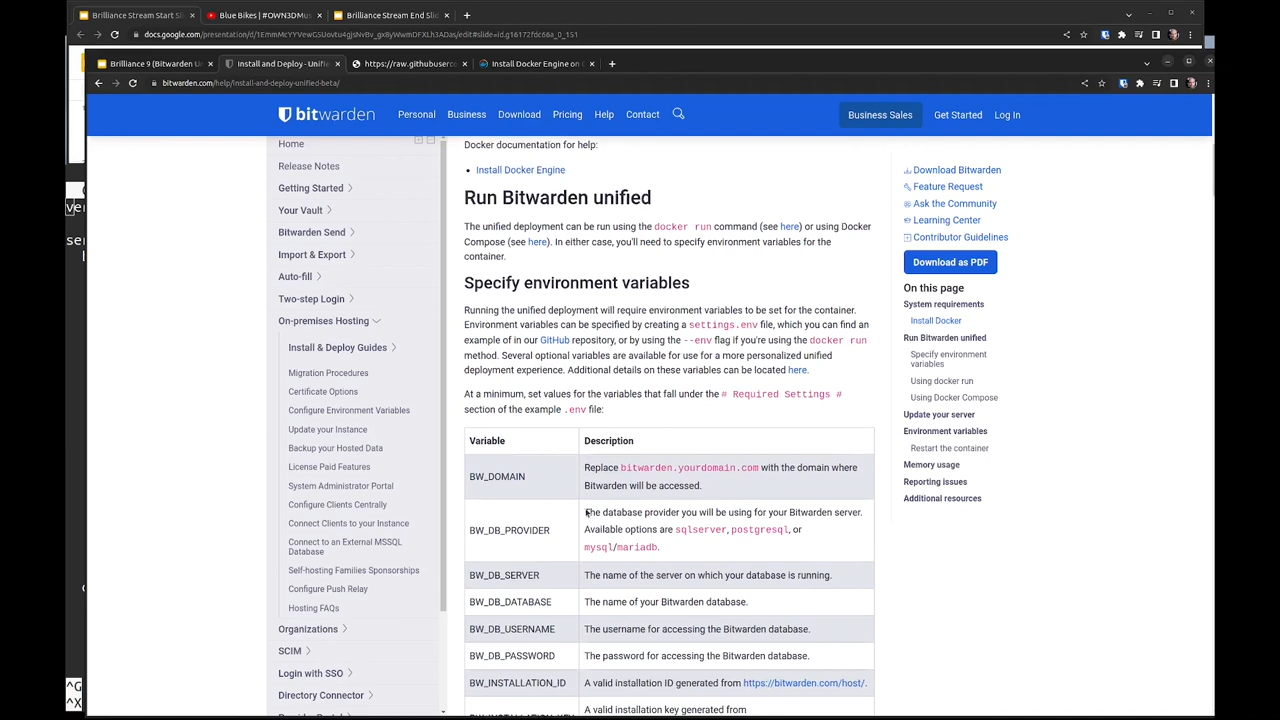 Brilliance Stream Start Slid
Blue Bikes | #OWN3DMus
Brilliance Stream End Slid
docs.google.com/presentation/d/1EmmMcYYVewGSUovtu4gjsNvBv_gx8yWwmDFXLh3ADas/edit#slide=id.g16172fdc66a_0_151
Brilliance 9 (Bitwarden U
Install and Deploy - Unifie
https://raw.githubuserco
Install Docker Engine on U
bitwarden.com/help/install-and-deploy-unified-beta/
bitwarden
Personal
Business
Download
Pricing
Help
Contact
Business Sales
Get Started
Log In
Home
Release Notes
Getting Started
Your Vault
Bitwarden Send
Import & Export
Auto-fill
Two-step Login
On-premises Hosting
Install & Deploy Guides
Migration Procedures
Certificate Options
Configure Environment Variables
Update your Instance
Backup your Hosted Data
License Paid Features
System Administrator Portal
Configure Clients Centrally
Connect Clients to your Instance
Connect to an External MSSQL
Database
Self-hosting Families Sponsorships
Configure Push Relay
Hosting FAQs
Organizations
SCIM
Login with SSO
Directory Connector
Docker documentation for help:
Install Docker Engine
Run Bitwarden unified
The unified deployment can be run using the docker run command (see here) or using Docker
Compose (see here). In either case, you'll need to specify environment variables for the
container.
Specify environment variables
Running the unified deployment will require environment variables to be set for the container.
Environment variables can be specified by creating a settings.env file, which you can find an
example of in our GitHub repository, or by using the --env flag if you're using the docker run
method. Several optional variables are available for use for a more personalized unified
deployment experience. Additional details on these variables can be located here.
At a minimum, set values for the variables that fall under the # Required Settings #
section of the example .env file:
Variable
Description
BW_DOMAIN
Replace bitwarden.yourdomain.com with the domain where
Bitwarden will be accessed.
BW_DB_PROVIDER
The database provider you will be using for your Bitwarden server.
Available options are sqlserver, postgresql, or
mysql/mariadb.
BW_DB_SERVER
The name of the server on which your database is running.
BW_DB_DATABASE
The name of your Bitwarden database.
BW_DB_USERNAME
The username for accessing the Bitwarden database.
BW_DB_PASSWORD
The password for accessing the Bitwarden database.
BW_INSTALLATION_ID
A valid installation ID generated from https://bitwarden.com/host/.
A valid installation key generated from
Download Bitwarden
Feature Request
Ask the Community
Learning Center
Contributor Guidelines
Download as PDF
On this page
System requirements
Install Docker
Run Bitwarden unified
Specify environment
variables
Using docker run
Using Docker Compose
Update your server
Environment variables
Restart the container
Memory usage
Reporting issues
Additional resources
ver
ser
^G
^X